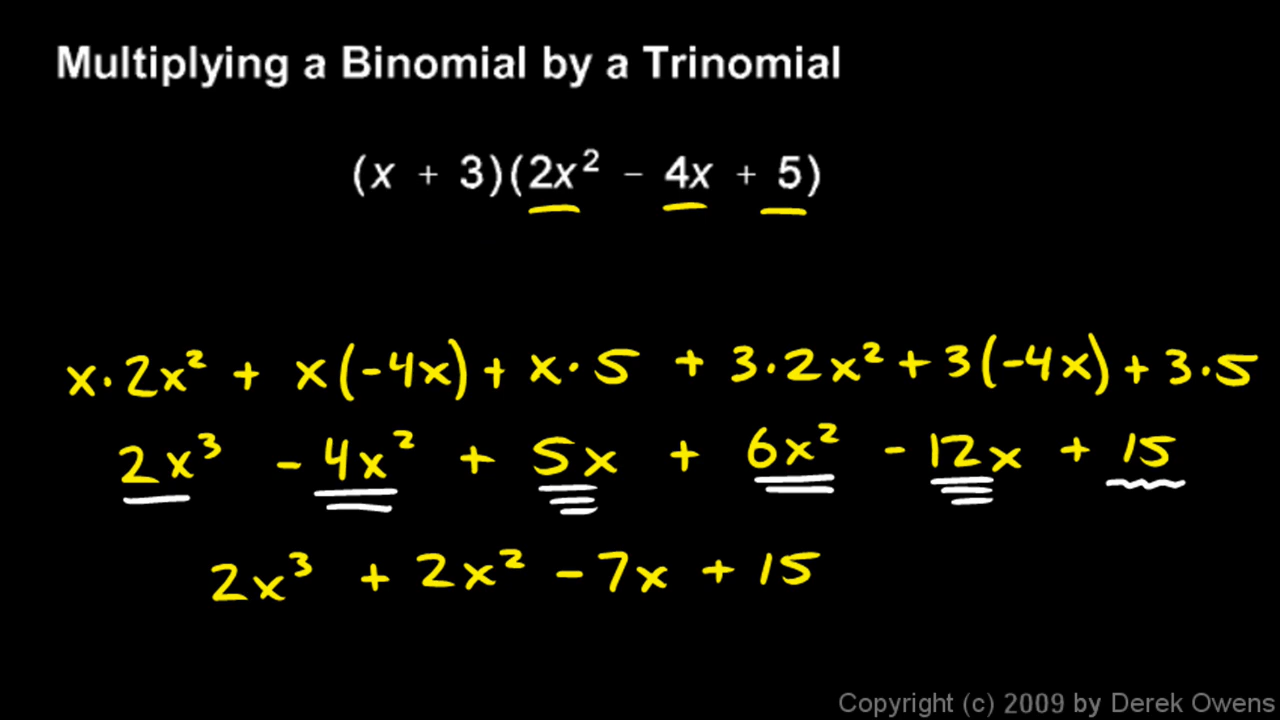 Multiplying a Binomial by a Trinomial
(x + 3)(2x² − 4x + 5)
x·2x² + x(-4x) + x·5 + 3·2x² + 3(-4x) + 3·5
2x³ - 4x² + 5x + 6x² - 12x + 15
2x³ + 2x² - 7x + 15
Copyright (c) 2009 by Derek Owens